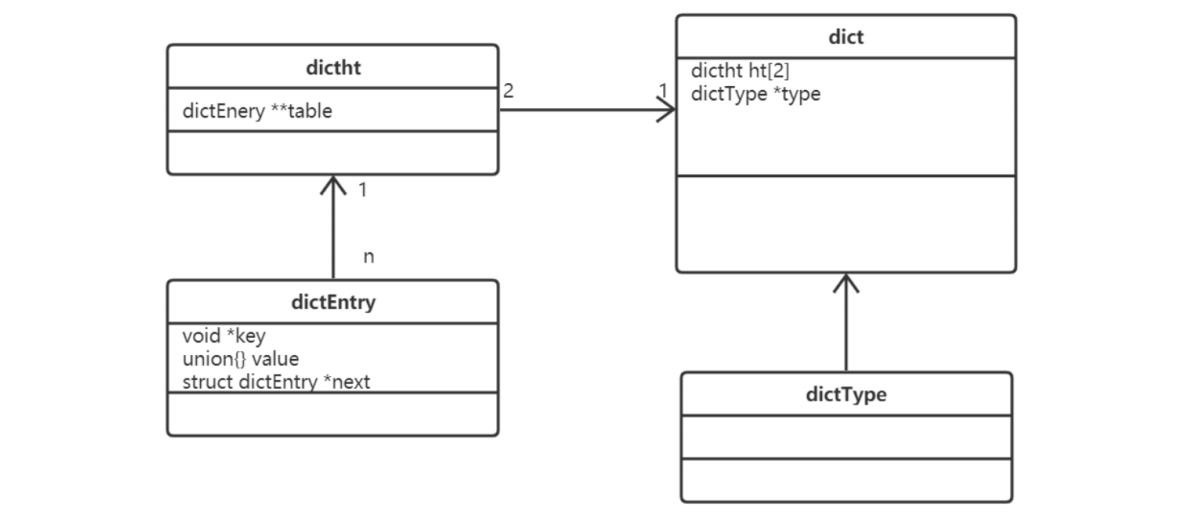 dictht
dictEnery **table
2
1
dict
dictht ht[2]
dictType *type
1
n
dictEntry
void *key
union{} value
struct dictEntry *next
dictType